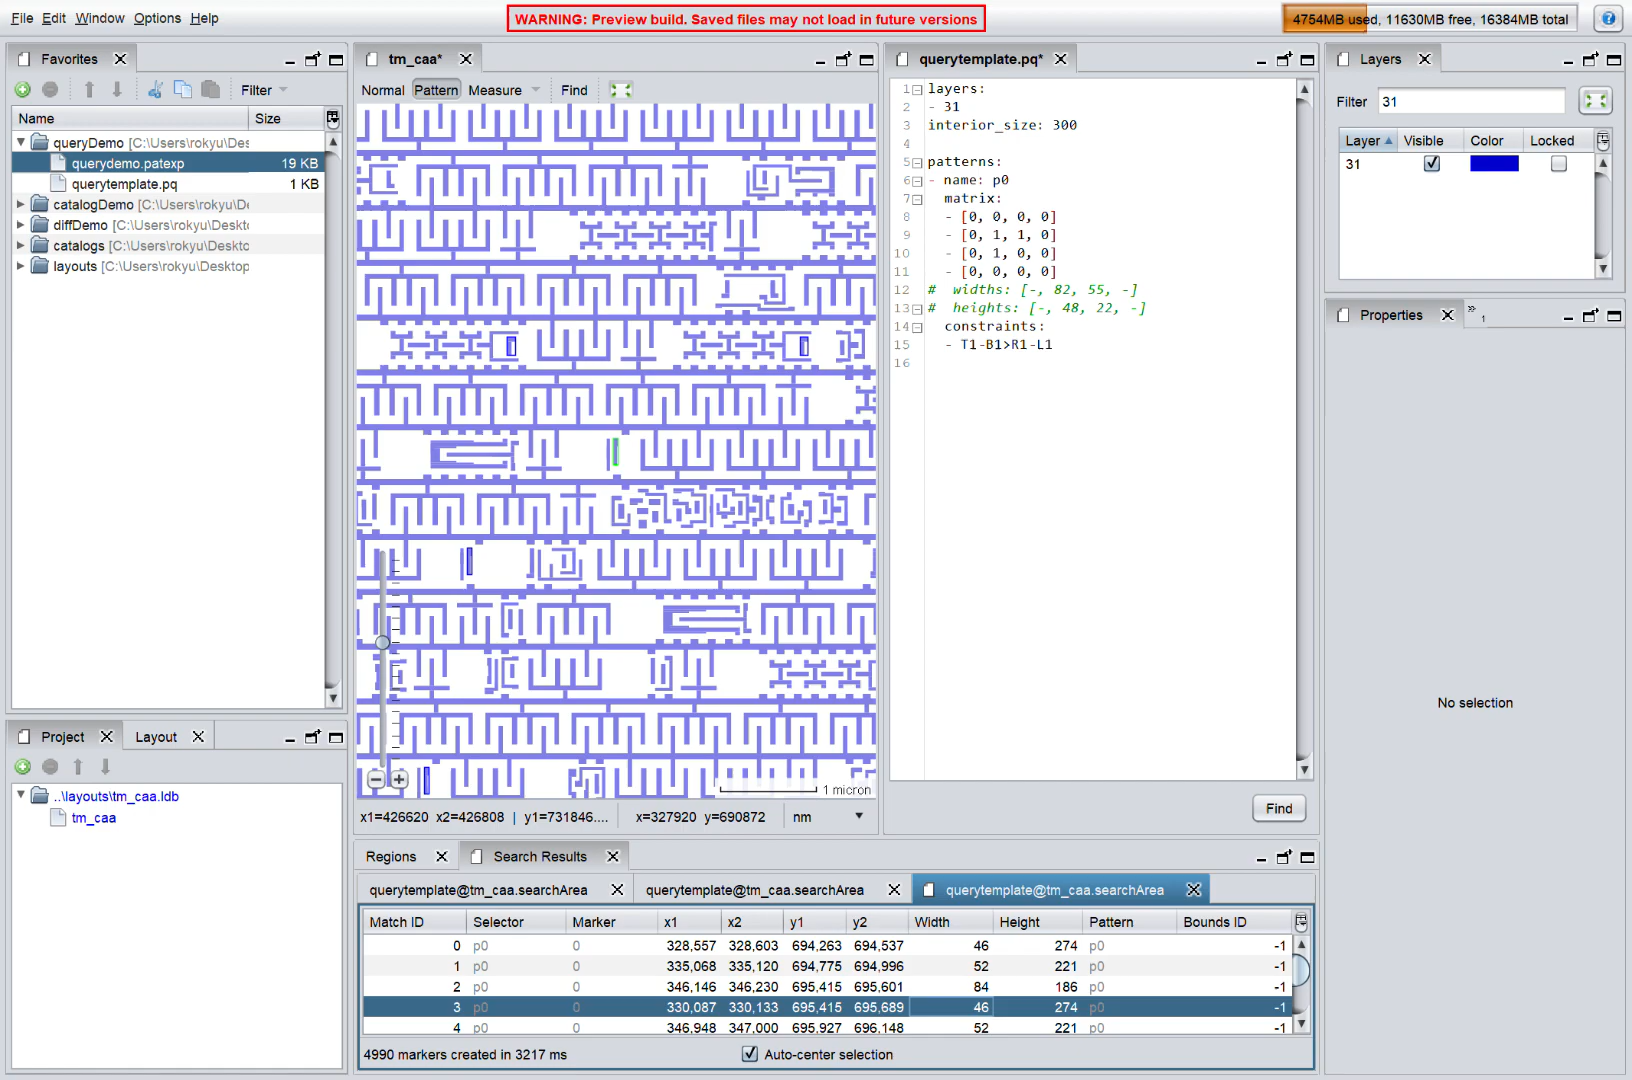 File Edit Window Options Help
WARNING: Preview build. Saved files may not load in future versions
4754MB used, 11630MB free, 16384MB total
Favorites
Filter
Name Size
queryDemo [C:\Users\rokyu\Des
querydemo.patexp 19 KB
querytemplate.pq 1 KB
catalogDemo [C:\Users\rokyu\De
diffDemo [C:\Users\rokyu\Deskto
catalogs [C:\Users\rokyu\Deskto
layouts [C:\Users\rokyu\Desktop
Project Layout
..\layouts\tm_caa.ldb
tm_caa
tm_caa*
Normal Pattern Measure Find
1 micron
x1=426620 x2=426808 | y1=731846.... x=327920 y=690872 nm
querytemplate.pq*
1 layers:
2 - 31
3 interior_size: 300
4
5 patterns:
6 - name: p0
7 matrix:
8 - [0, 0, 0, 0]
9 - [0, 1, 1, 0]
10 - [0, 1, 0, 0]
11 - [0, 0, 0, 0]
12 # widths: [-, 82, 55, -]
13 # heights: [-, 48, 22, -]
14 constraints:
15 - T1-B1>R1-L1
16
Find
Layers
Filter 31
Layer Visible Color Locked
31
Properties
1
No selection
Regions Search Results
querytemplate@tm_caa.searchArea querytemplate@tm_caa.searchArea querytemplate@tm_caa.searchArea
Match ID Selector Marker x1 x2 y1 y2 Width Height Pattern Bounds ID
0 p0 0 328,557 328,603 694,263 694,537 46 274 p0 -1
1 p0 0 335,068 335,120 694,775 694,996 52 221 p0 -1
2 p0 0 346,146 346,230 695,415 695,601 84 186 p0 -1
3 p0 0 330,087 330,133 695,415 695,689 46 274 p0 -1
4 p0 0 346,948 347,000 695,927 696,148 52 221 p0 -1
4990 markers created in 3217 ms
Auto-center selection